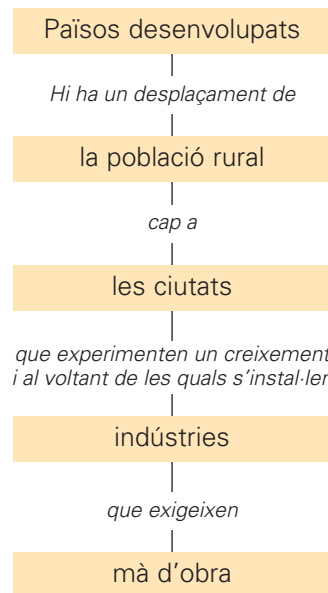 Països desenvolupats
Hi ha un desplaçament de
la població rural
cap a
les ciutats
que experimenten un creixement
i al voltant de les quals s'instal·len
indústries
que exigeixen
mà d'obra